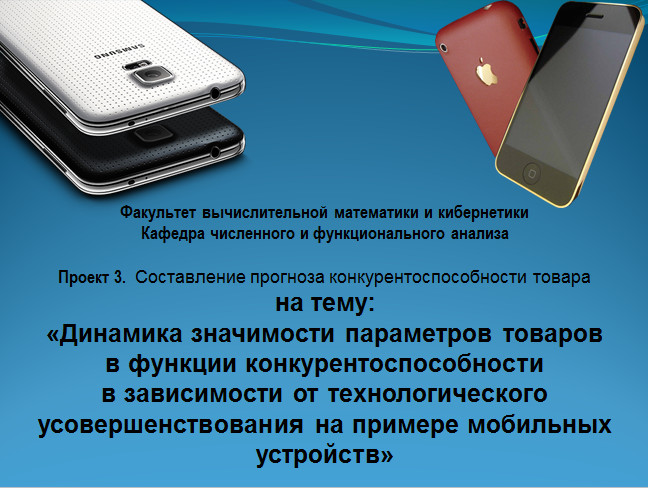 SAMSUNG
Факультет вычислительной математики и кибернетики
Кафедра численного и функционального анализа
Проект 3. Составление прогноза конкурентоспособности товара
на тему:
«Динамика значимости параметров товаров
в функции конкурентоспособности
в зависимости от технологического
усовершенствования на примере мобильных
устройств»